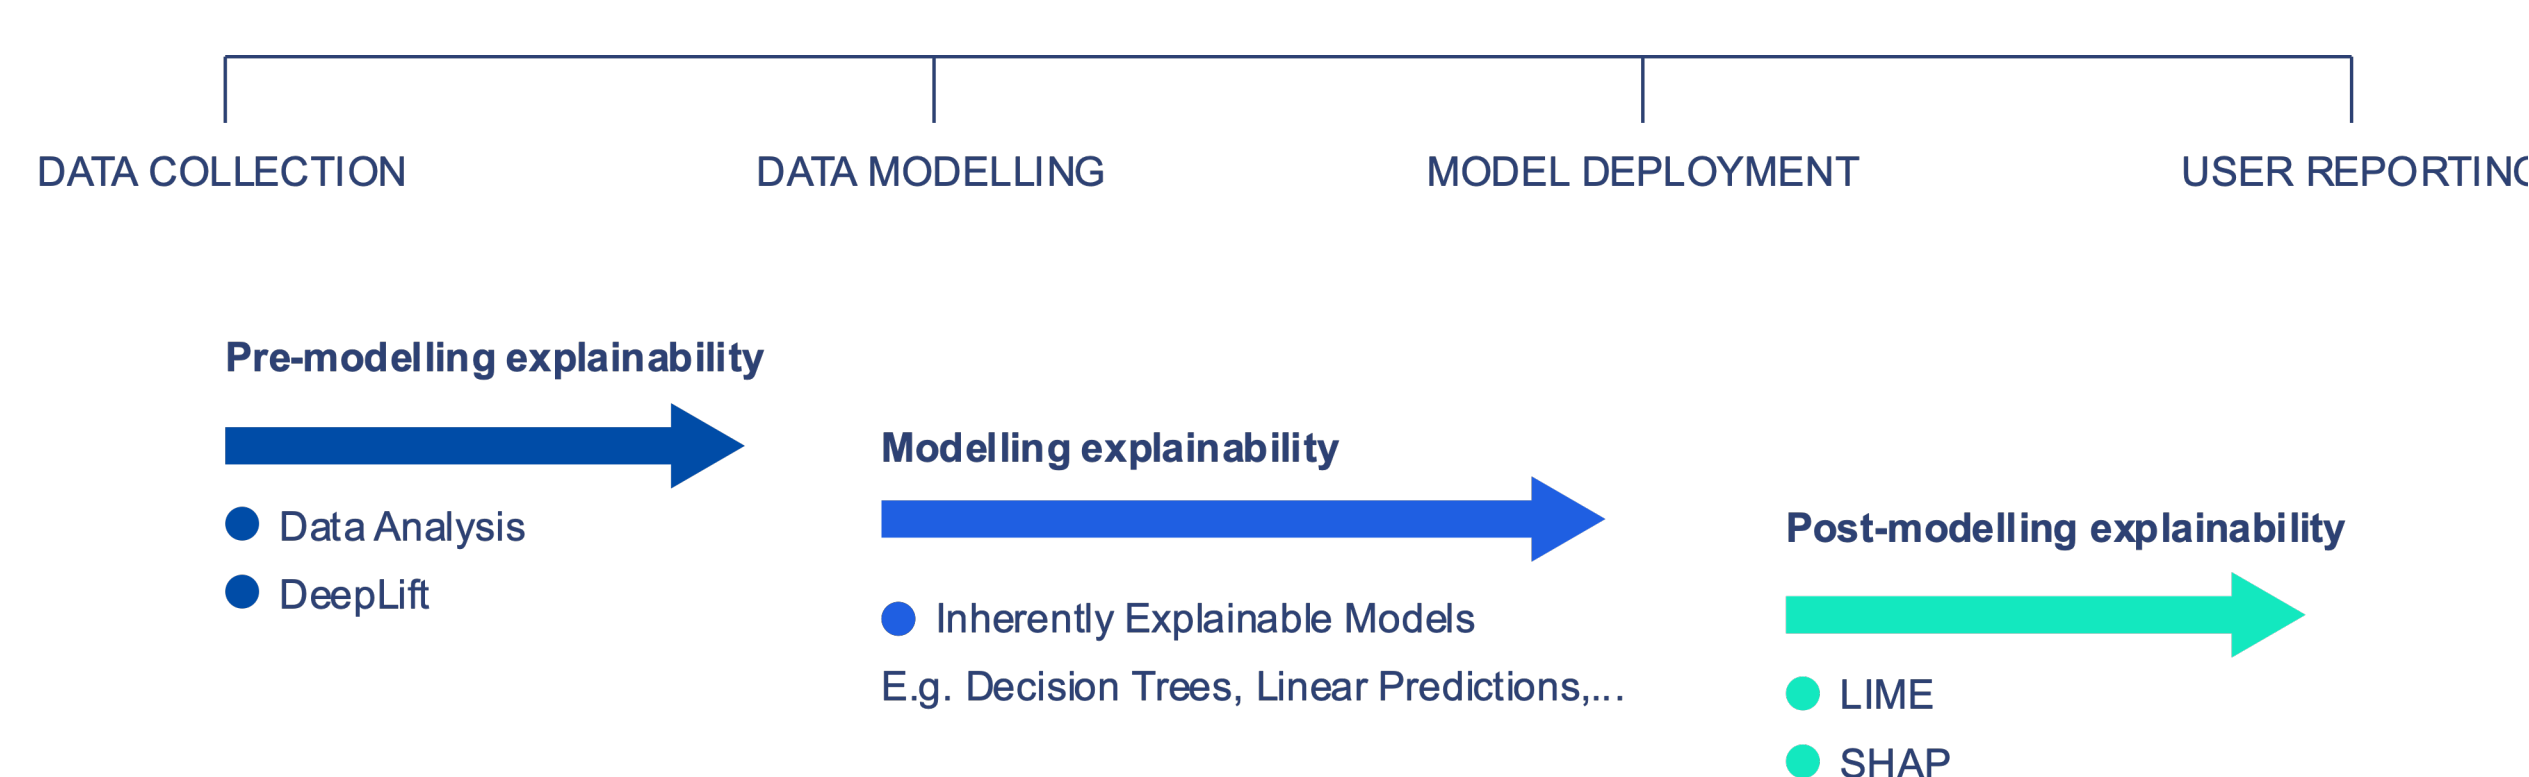 DATA COLLECTION
DATA MODELLING
MODEL DEPLOYMENT
USER REPORTING
Pre-modelling explainability
Data Analysis
DeepLift
Modelling explainability
Inherently Explainable Models
E.g. Decision Trees, Linear Predictions,...
Post-modelling explainability
LIME
SHAP